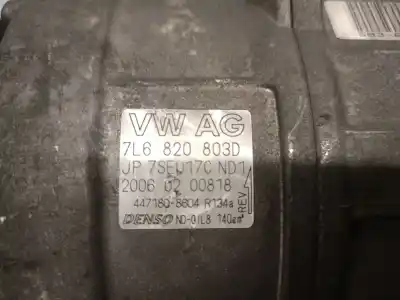 VW AG
7L6 820 803D
JP 7SEU17C ND1
2006 02 00818
447180-8804 R134a
DENSO ND-OIL8 140cm³
REV